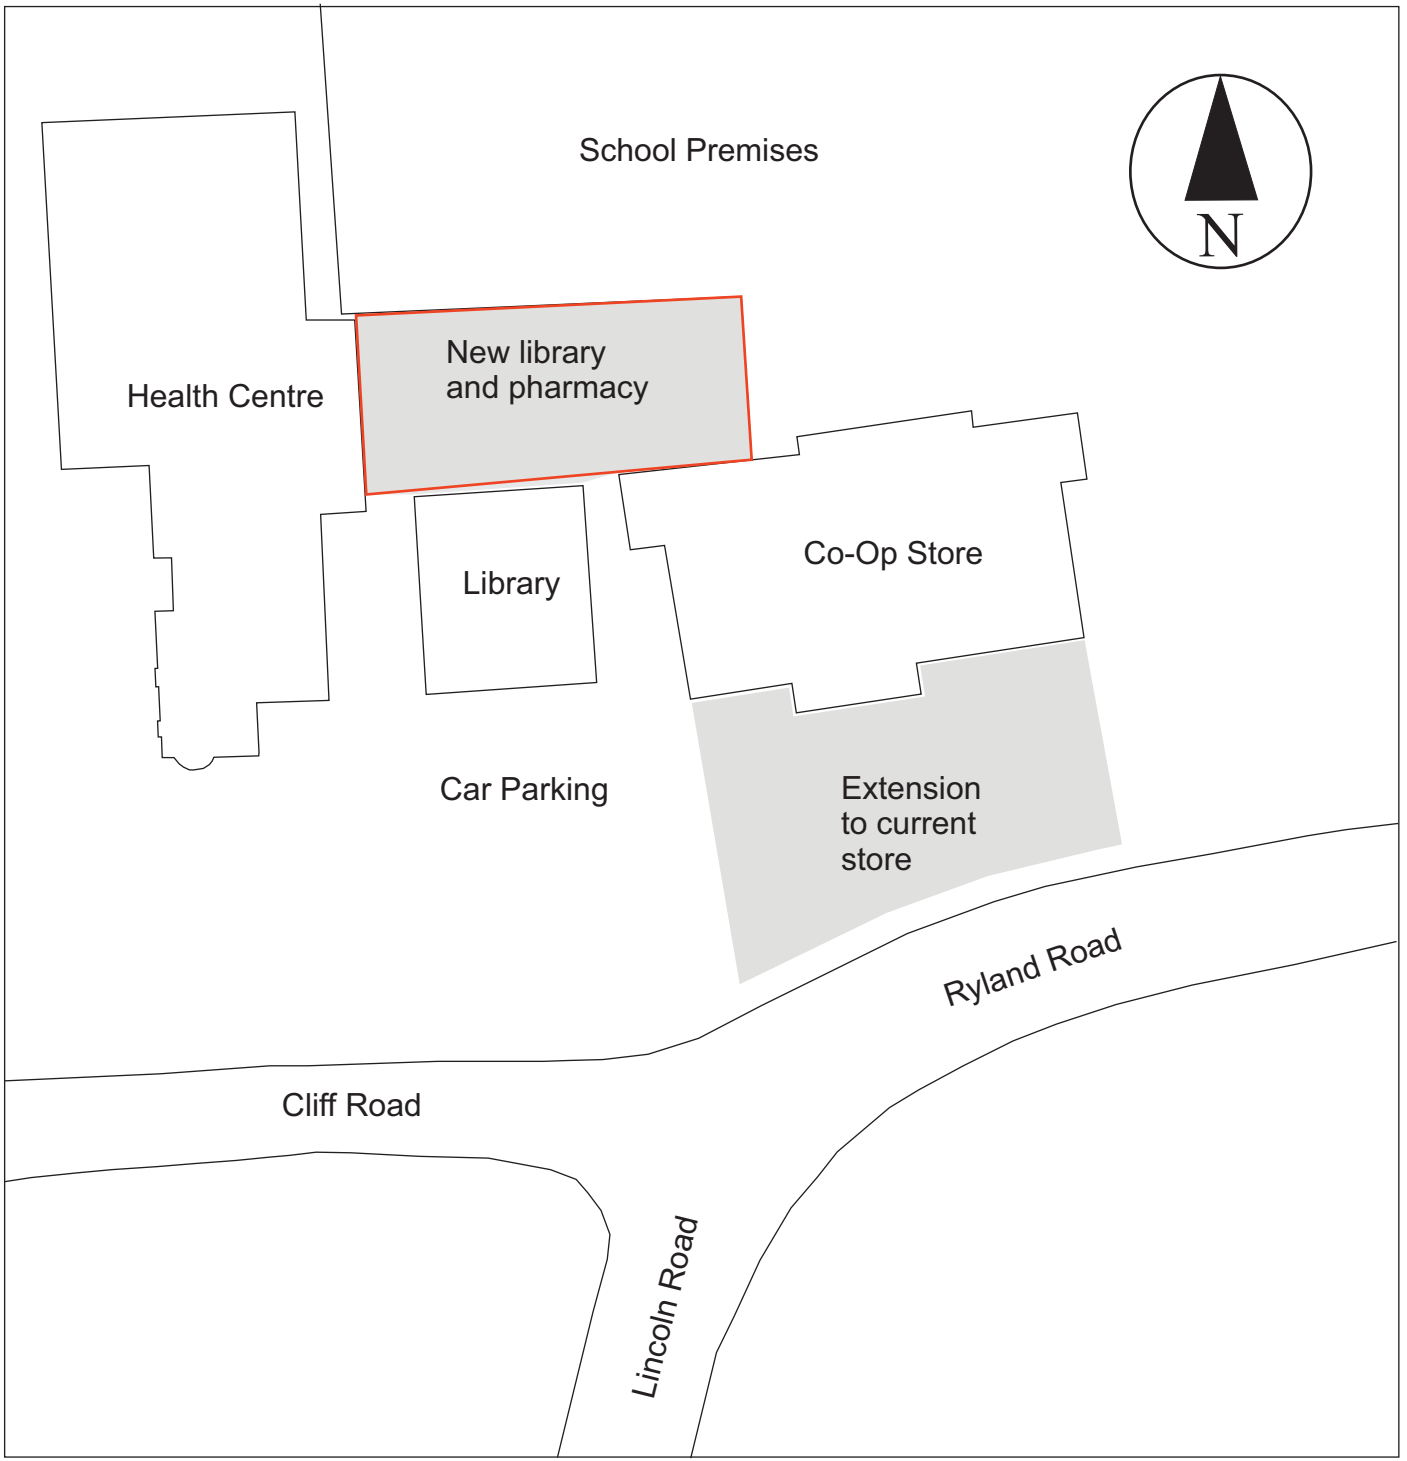 School Premises
N
New library
and pharmacy
Health Centre
Co-Op Store
Library
Car Parking
Extension
to current
store
Ryland Road
Cliff Road
Lincoln Road